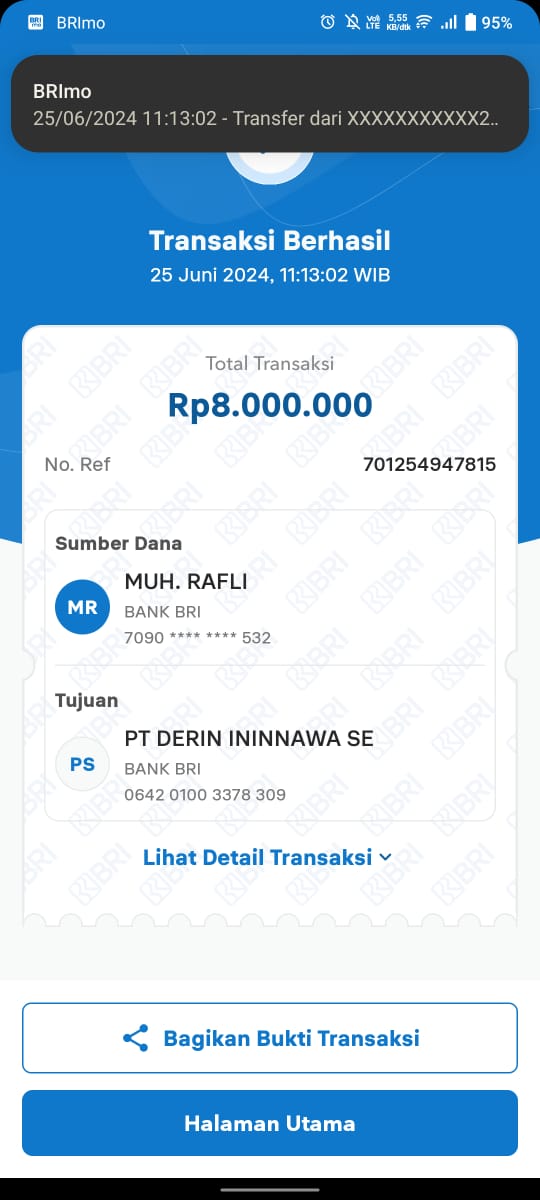 BRImo
VoB LTE
5,55 KB/dtk
95%
BRImo
25/06/2024 11:13:02 - Transfer dari XXXXXXXXXXX2..
Transaksi Berhasil
25 Juni 2024, 11:13:02 WIB
Total Transaksi
Rp8.000.000
No. Ref 701254947815
Sumber Dana
MR
MUH. RAFLI
BANK BRI
7090 **** **** 532
Tujuan
PS
PT DERIN ININNAWA SE
BANK BRI
0642 0100 3378 309
Lihat Detail Transaksi
Bagikan Bukti Transaksi
Halaman Utama